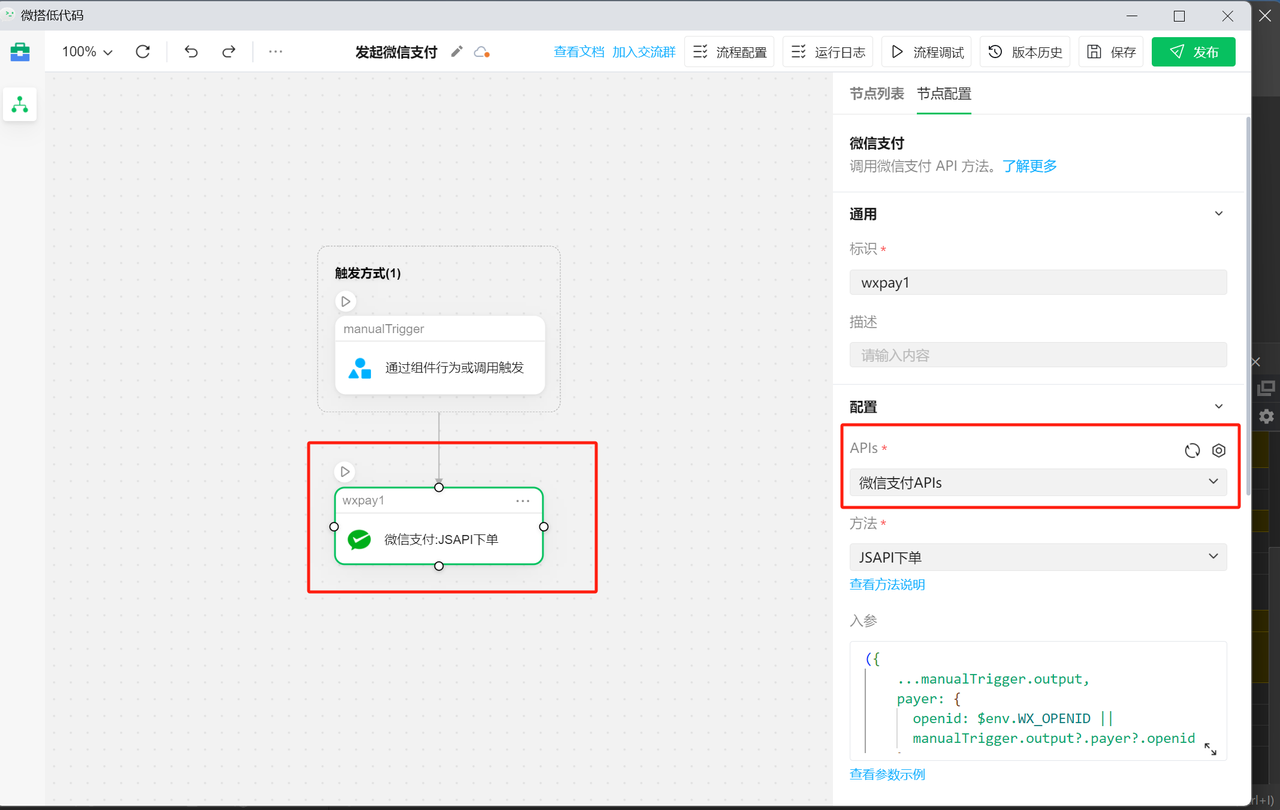 微搭低代码
100%
发起微信支付
查看文档 加入交流群 流程配置 运行日志 流程调试 版本历史 保存 发布
节点列表 节点配置
微信支付
调用微信支付 API 方法。了解更多
通用
标识 *
wxpay1
描述
请输入内容
配置
APIs *
微信支付APIs
方法 *
JSAPI下单
查看方法说明
入参
({
...manualTrigger.output,
payer: {
openid: $env.WX_OPENID ||
manualTrigger.output?.payer?.openid
查看参数示例
触发方式(1)
manualTrigger
通过组件行为或调用触发
wxpay1
微信支付:JSAPI下单